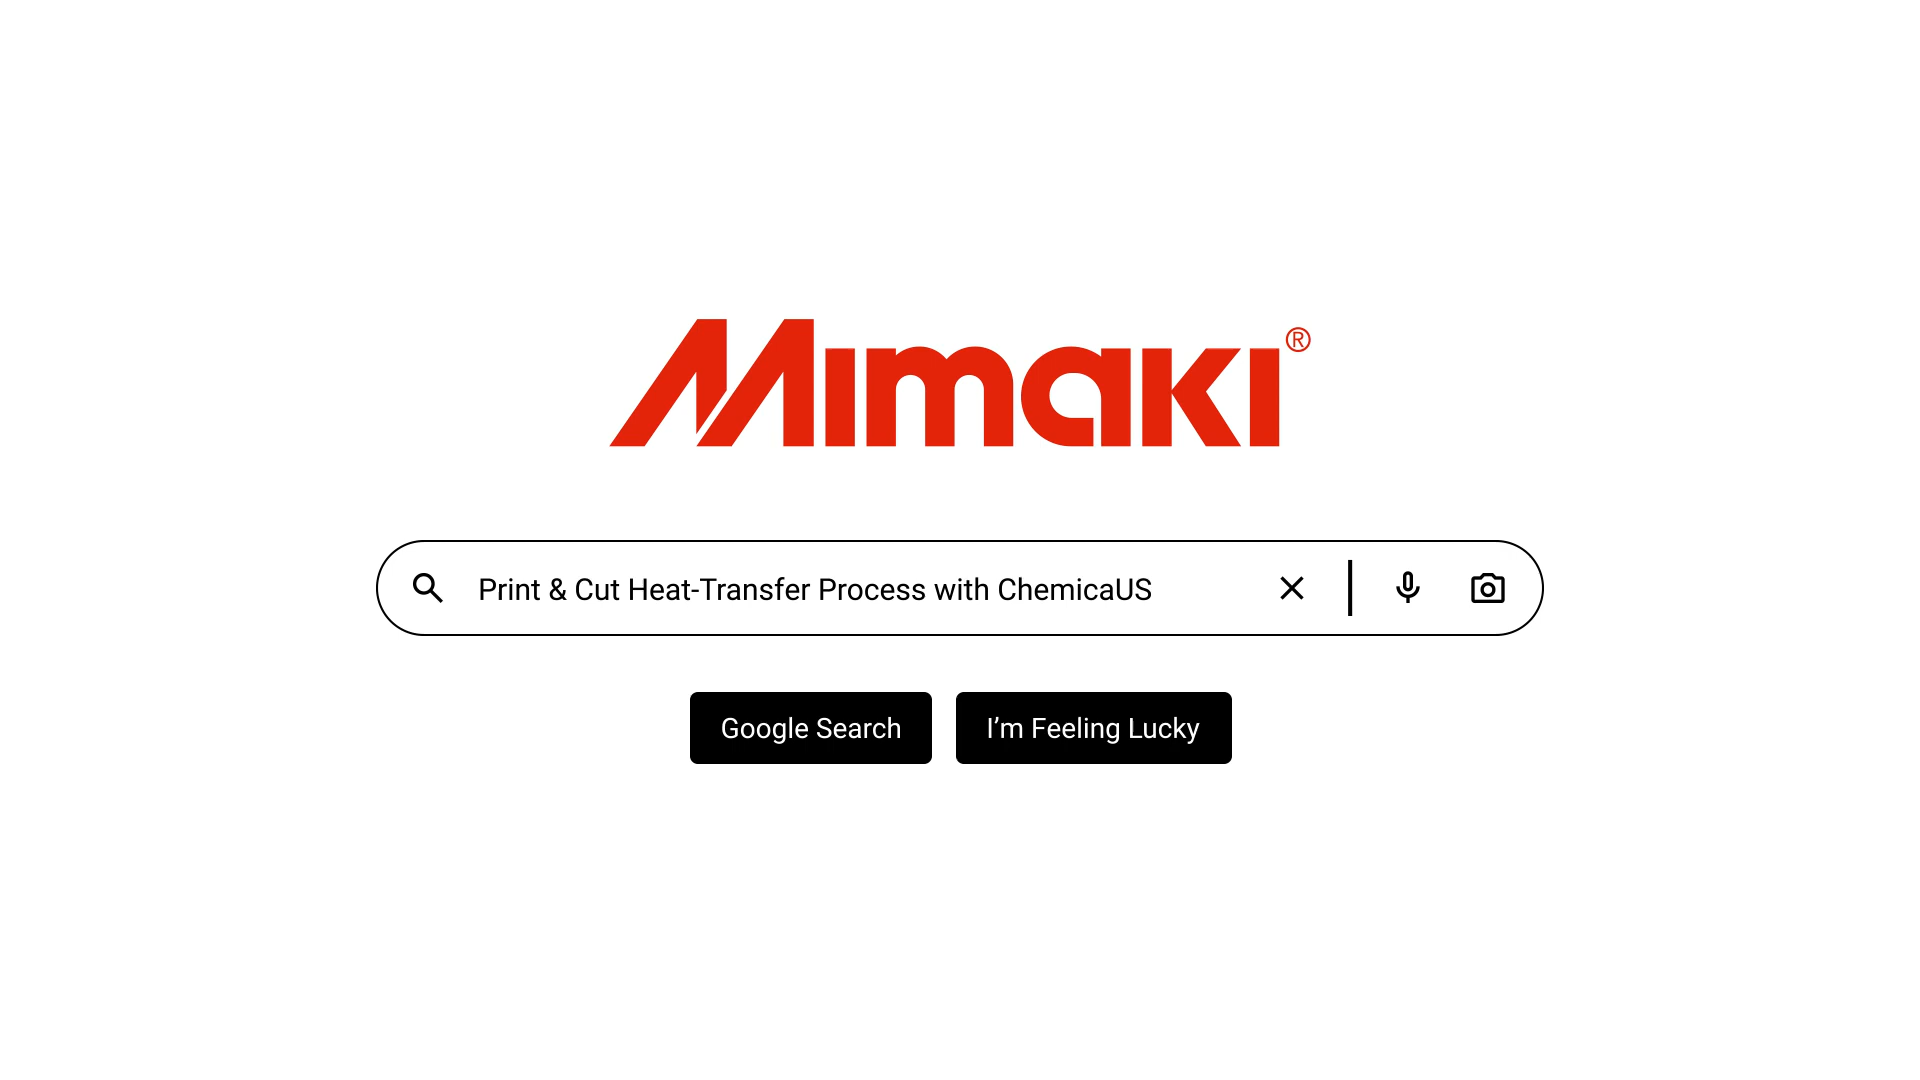 Mimaki®
Print & Cut Heat-Transfer Process with ChemicaUS
Google Search
I’m Feeling Lucky